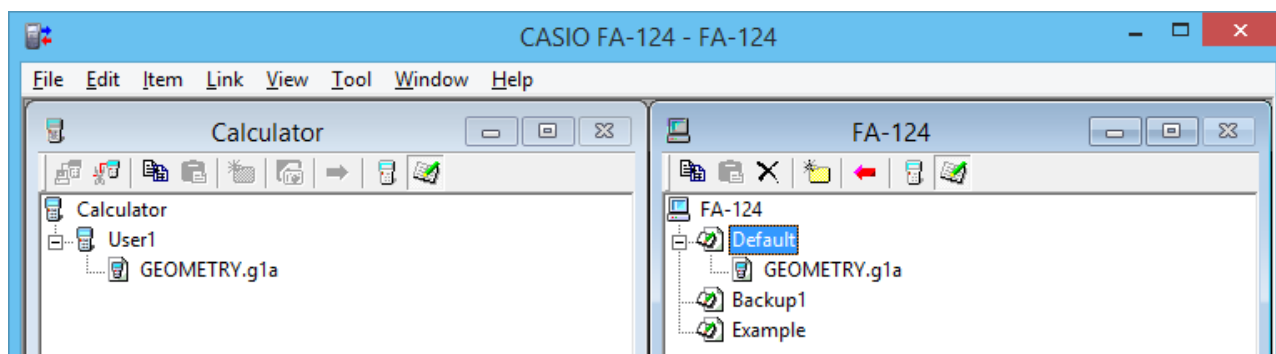 CASIO FA-124 - FA-124
File Edit Item Link View Tool Window Help
Calculator
Calculator
User1
GEOMETRY.g1a
FA-124
FA-124
Default
GEOMETRY.g1a
Backup1
Example